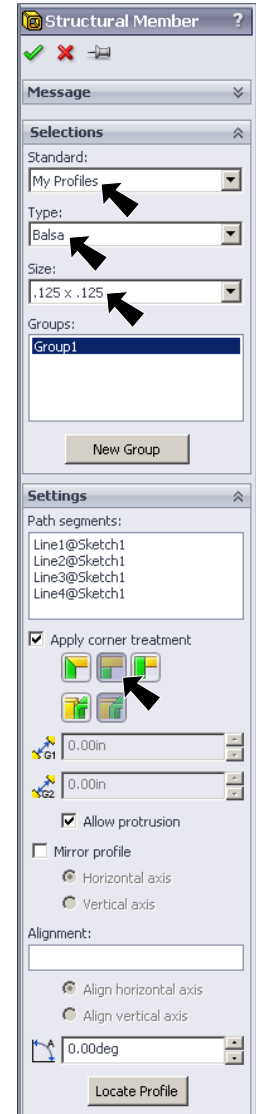 Structural Member ?
Message
Selections
Standard:
My Profiles
Type:
Balsa
Size:
.125 x .125
Groups:
Group1
New Group
Settings
Path segments:
Line1@Sketch1
Line2@Sketch1
Line3@Sketch1
Line4@Sketch1
Apply corner treatment
G1 0.00in
G2 0.00in
Allow protrusion
Mirror profile
Horizontal axis
Vertical axis
Alignment:
Align horizontal axis
Align vertical axis
0.00deg
Locate Profile